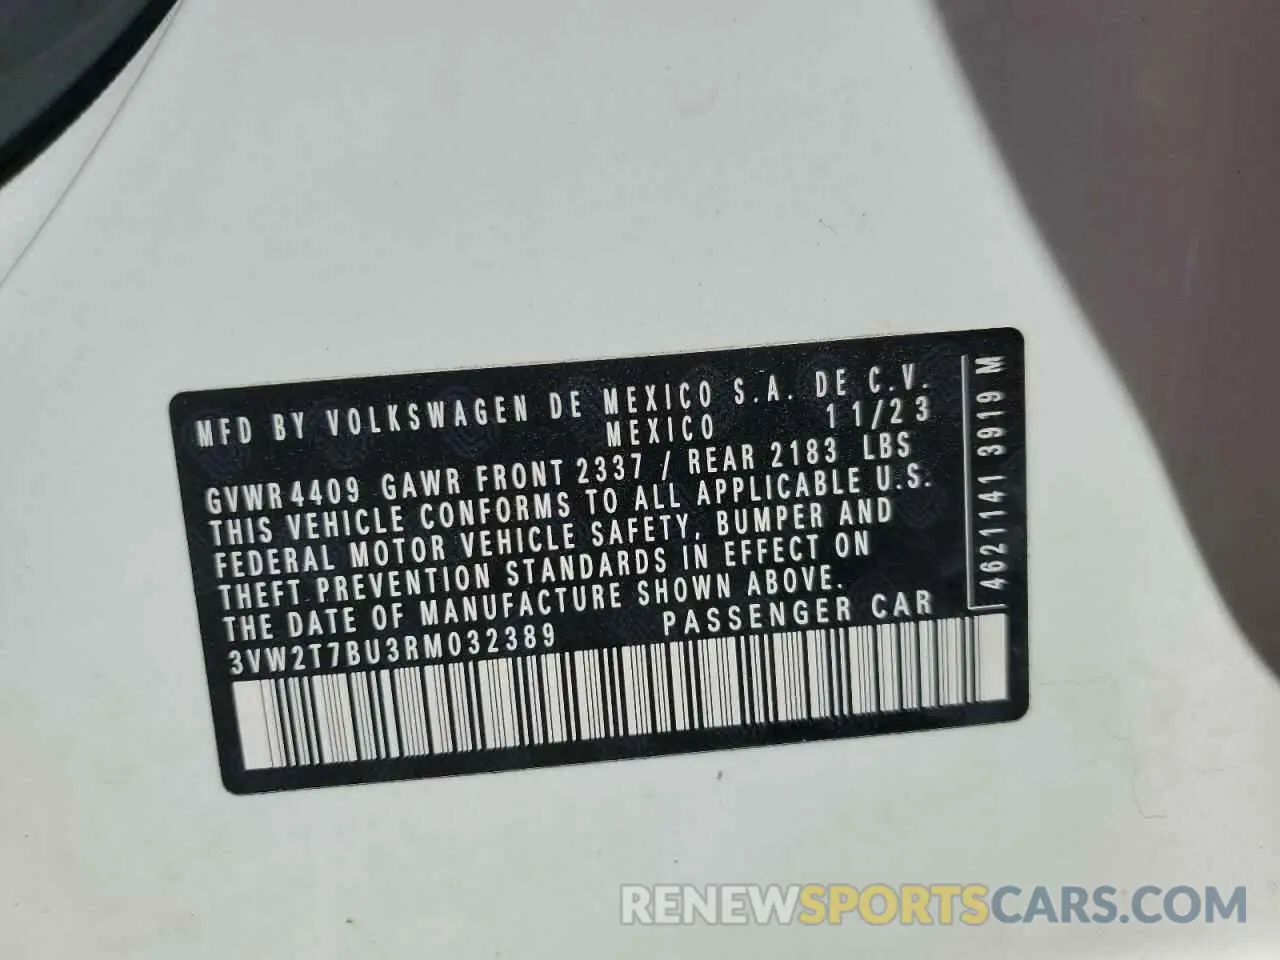 MFD BY VOLKSWAGEN DE MEXICO S.A. DE C.V.
MEXICO 11/23
GVWR 4409 GAWR FRONT 2337 / REAR 2183 LBS
THIS VEHICLE CONFORMS TO ALL APPLICABLE U.S.
FEDERAL MOTOR VEHICLE SAFETY, BUMPER AND
THEFT PREVENTION STANDARDS IN EFFECT ON
THE DATE OF MANUFACTURE SHOWN ABOVE.
3VW2T7BU3RM032389 PASSENGER CAR
4621141 3919 M
RENEWSPORTSCARS.COM